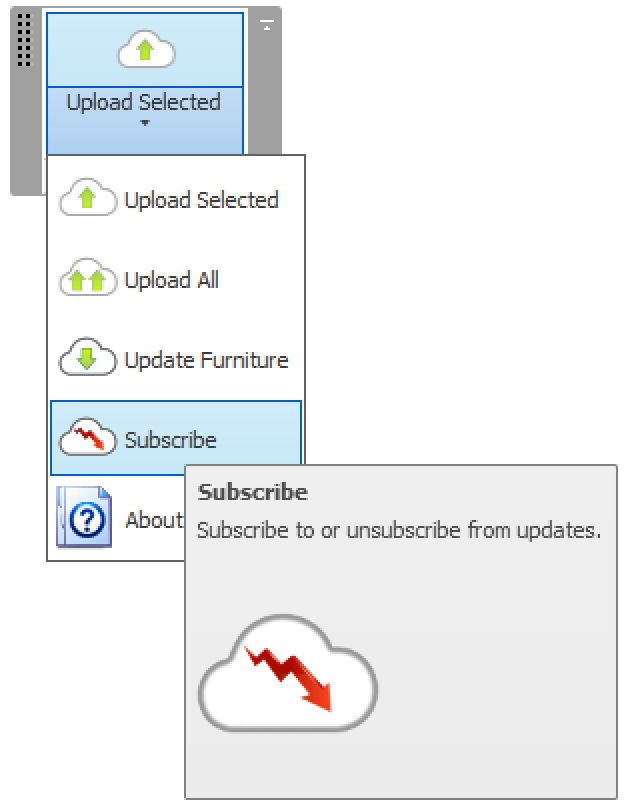 Upload Selected
Upload Selected
Upload All
Update Furniture
Subscribe
About
Subscribe
Subscribe to or unsubscribe from updates.